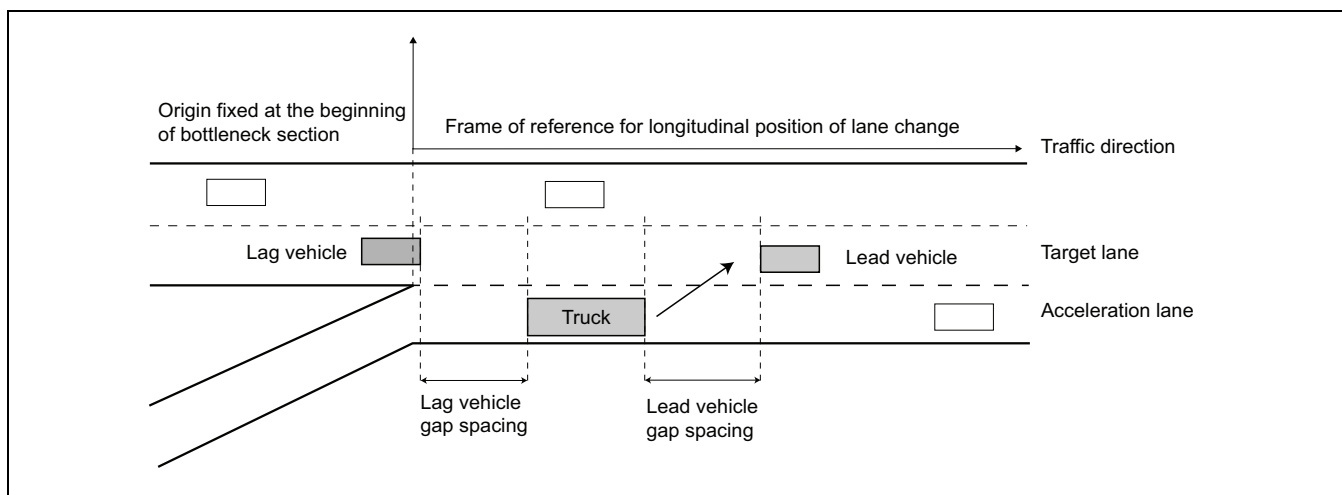 Origin fixed at the beginning
of bottleneck section
Frame of reference for longitudinal position of lane change
Traffic direction
Lag vehicle
Lead vehicle
Target lane
Truck
Acceleration lane
Lag vehicle
gap spacing
Lead vehicle
gap spacing